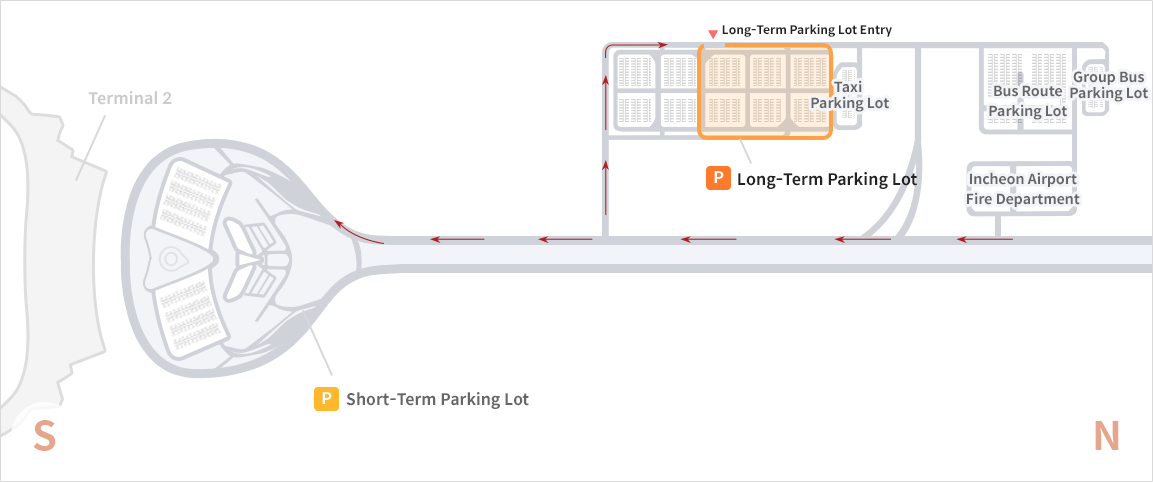 Long-Term Parking Lot Entry
Terminal 2
Taxi
Parking Lot
Bus Route
Parking Lot
Group Bus
Parking Lot
P Long-Term Parking Lot
Incheon Airport
Fire Department
P Short-Term Parking Lot
S
N